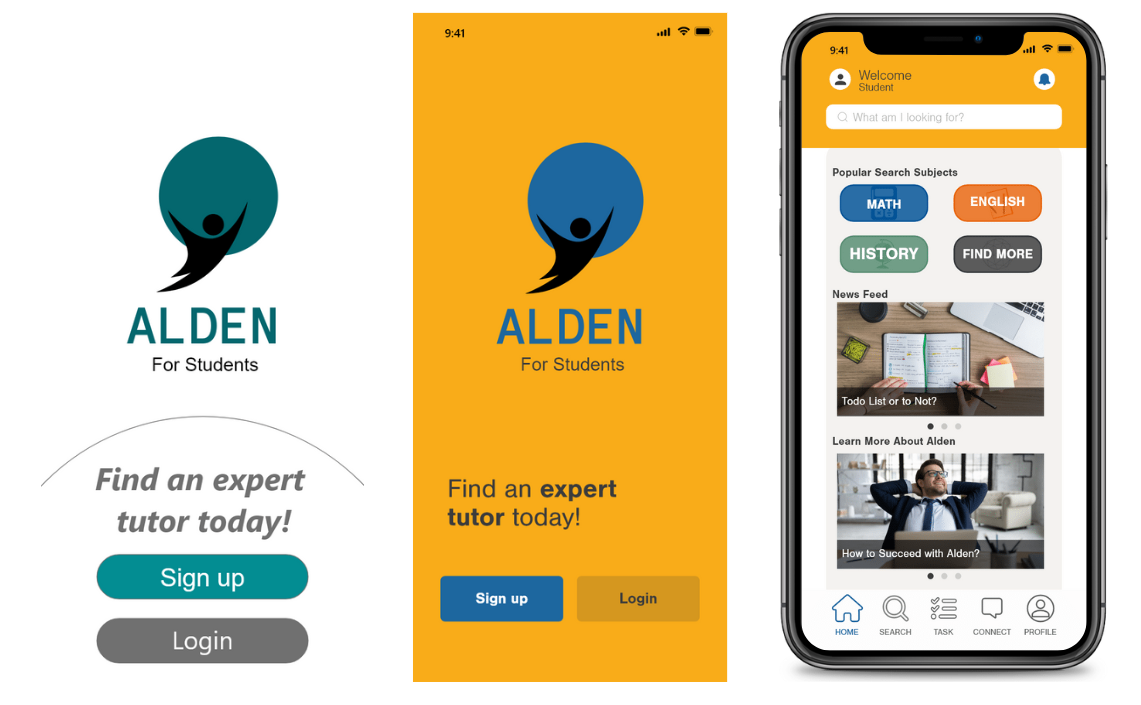 ALDEN
For Students
Find an expert
tutor today!
Sign up
Login
9:41
ALDEN
For Students
Find an expert
tutor today!
Sign up
Login
9:41
Welcome
Student
What am I looking for?
Popular Search Subjects
MATH
ENGLISH
HISTORY
FIND MORE
News Feed
Todo List or to Not?
Learn More About Alden
How to Succeed with Alden?
HOME
SEARCH
TASK
CONNECT
PROFILE